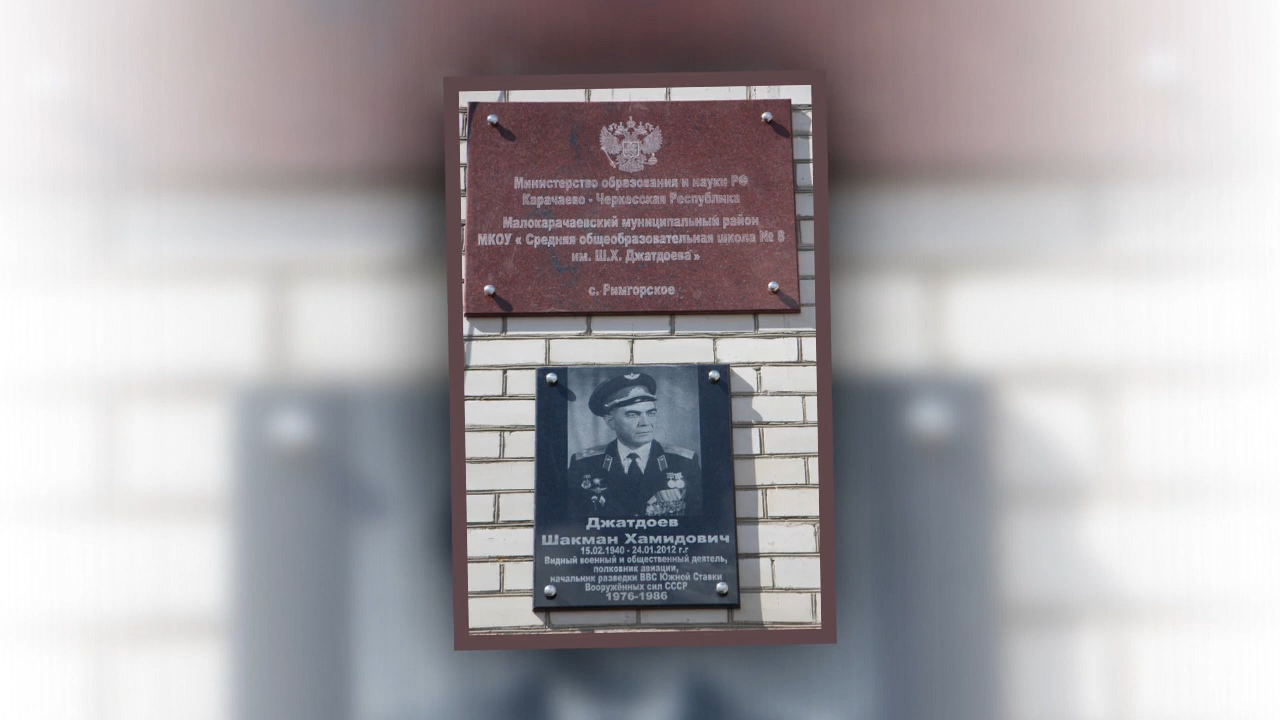 Министерство образования и науки РФ
Карачаево - Черкесская Республика
Малокарачаевский муниципальный район
МКОУ « Средняя общеобразовательная школа № 8
им. Ш.Х. Джатдоева»
с. Римгорское
Джатдоев
Шакман Хамидович
15.02.1940 - 24.01.2012 г.г
Видный военный и общественный деятель,
полковник авиации,
начальник разведки ВВС Южной Ставки
Вооружённых сил СССР
1976-1986